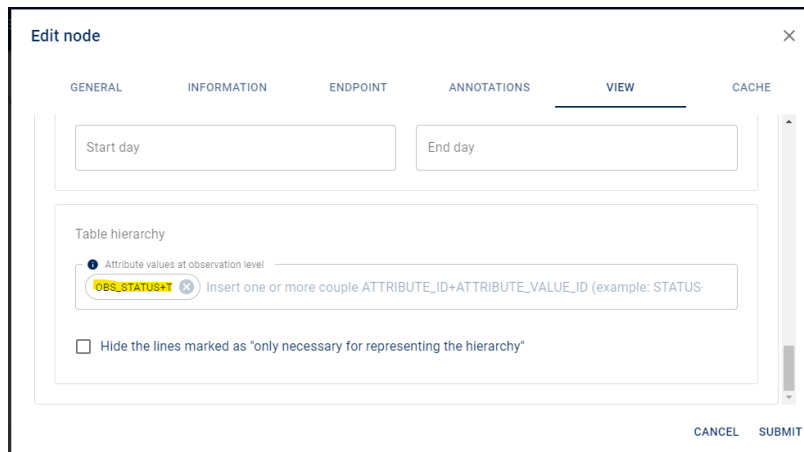 Edit node
GENERAL INFORMATION ENDPOINT ANNOTATIONS VIEW CACHE
Start day End day
Table hierarchy
Attribute values at observation level
OBS_STATUS+T Insert one or more couple ATTRIBUTE_ID+ATTRIBUTE_VALUE_ID (example: STATUS-
Hide the lines marked as "only necessary for representing the hierarchy"
CANCEL SUBMIT